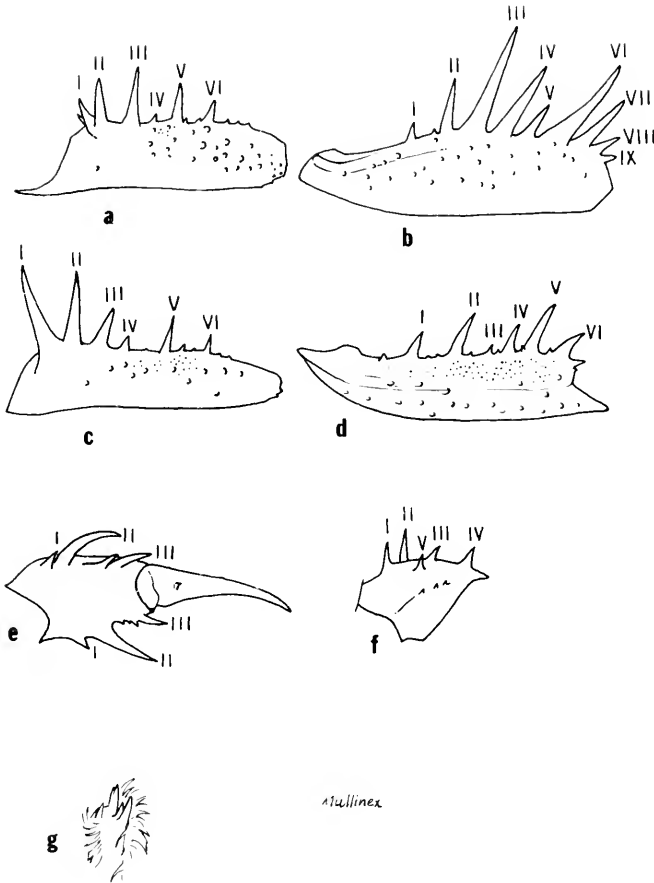 I II III IV V VI
a
I II III IV V VI VII VIII IX
b
I II III IV V VI
c
I II III IV V VI
d
I II III
III
I II
e
I II V III IV
f
g
Mullinex